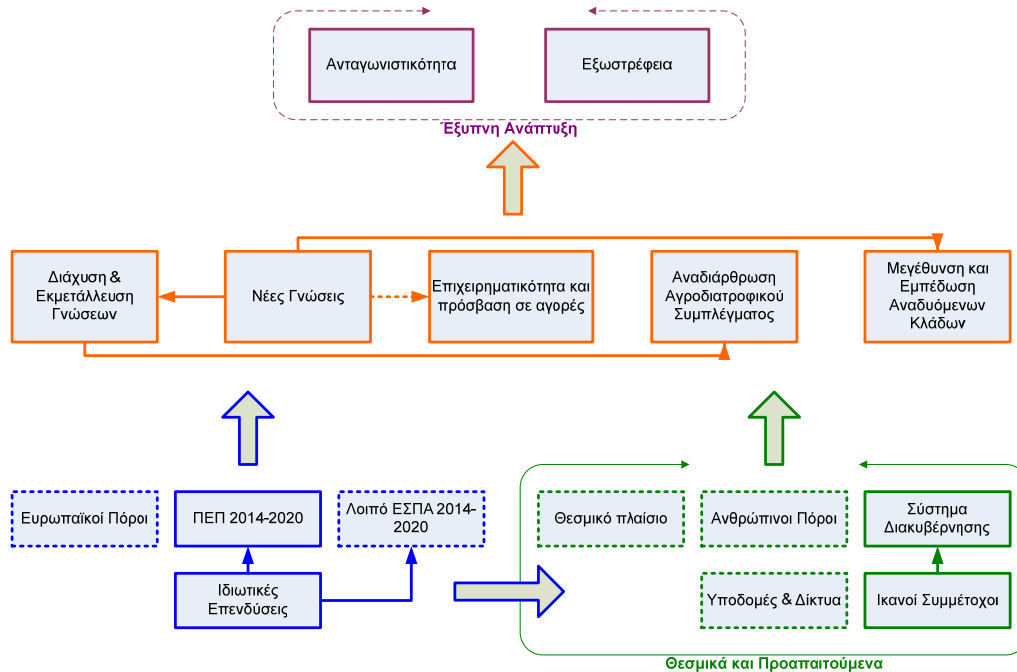 Ανταγωνιστικότητα
Εξωστρέφεια
Έξυπνη Ανάπτυξη
Διάχυση &
Εκμετάλλευση
Γνώσεων
Νέες Γνώσεις
Επιχειρηματικότητα και
πρόσβαση σε αγορές
Αναδιάρθρωση
Αγροδιατροφικού
Συμπλέγματος
Μεγέθυνση και
Εμπέδωση
Αναδυόμενων
Κλάδων
Ευρωπαϊκοί Πόροι
ΠΕΠ 2014-2020
Λοιπό ΕΣΠΑ 2014-
2020
Θεσμικό πλαίσιο
Ανθρώπινοι Πόροι
Σύστημα
Διακυβέρνησης
Ιδιωτικές
Επενδύσεις
Υποδομές & Δίκτυα
Ικανοί Συμμέτοχοι
Θεσμικά και Προαπαιτούμενα